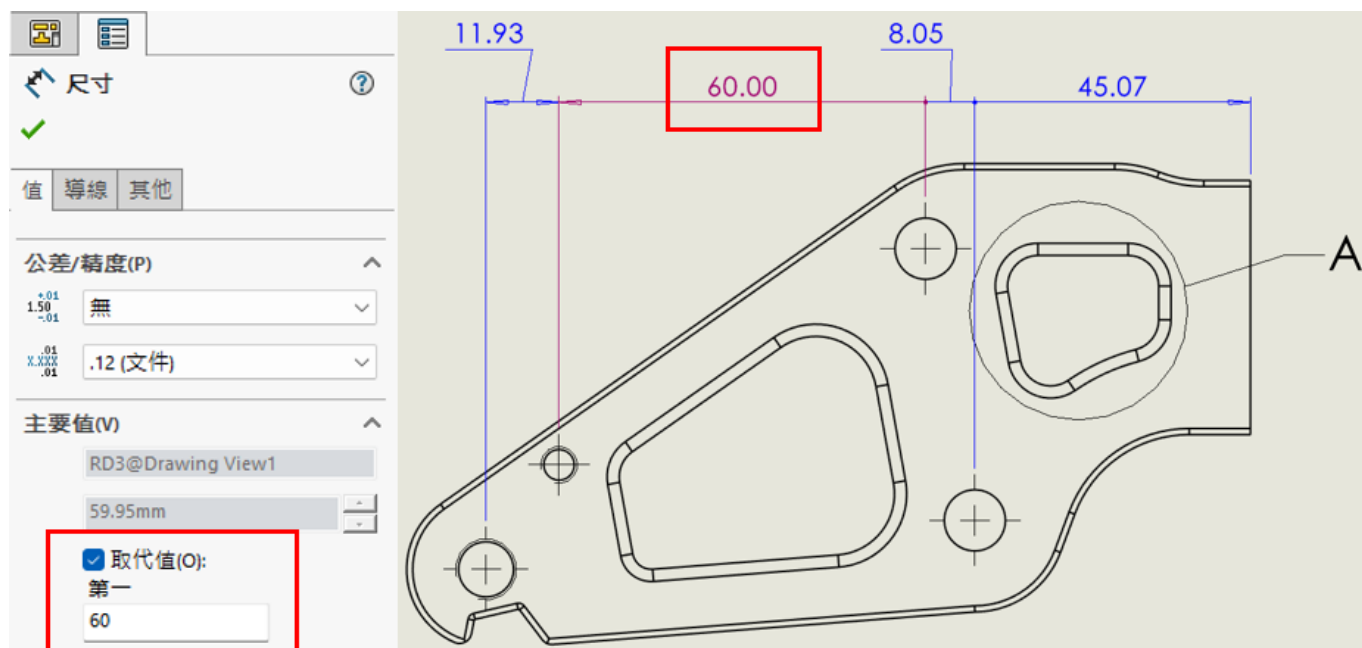 尺寸
值 導線 其他
公差/精度(P)
+.01
1.50
-.01
無
.01
X.XXX
.01
.12 (文件)
主要值(V)
RD3@Drawing View1
59.95mm
取代值(O):
第一
60
11.93
60.00
8.05
45.07
A